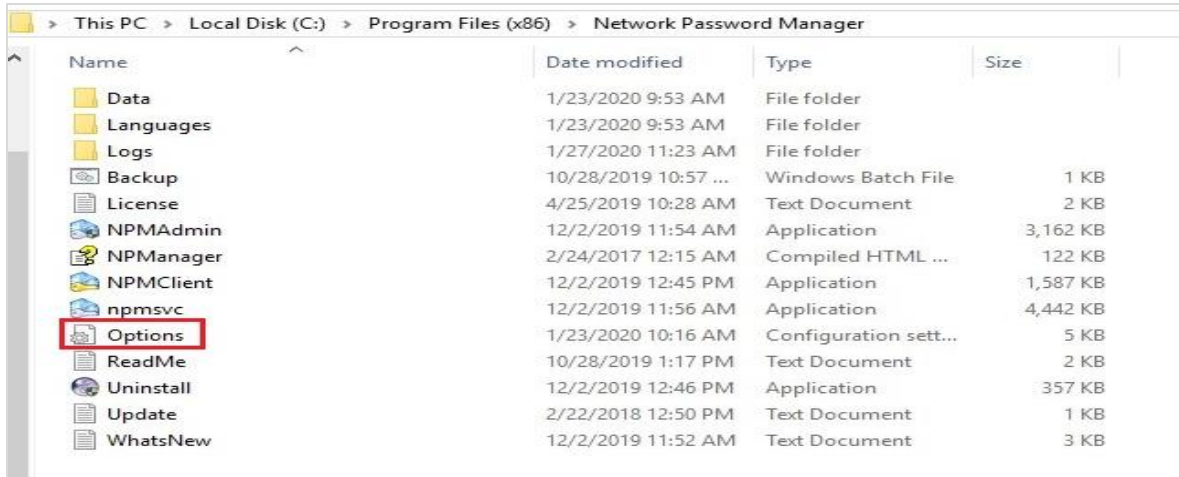 > This PC > Local Disk (C:) > Program Files (x86) > Network Password Manager
Name Date modified Type Size
Data 1/23/2020 9:53 AM File folder
Languages 1/23/2020 9:53 AM File folder
Logs 1/27/2020 11:23 AM File folder
Backup 10/28/2019 10:57 ... Windows Batch File 1 KB
License 4/25/2019 10:28 AM Text Document 2 KB
NPMAdmin 12/2/2019 11:54 AM Application 3,162 KB
NPManager 2/24/2017 12:15 AM Compiled HTML ... 122 KB
NPMClient 12/2/2019 12:45 PM Application 1,587 KB
npmsvc 12/2/2019 11:56 AM Application 4,442 KB
Options 1/23/2020 10:16 AM Configuration sett... 5 KB
ReadMe 10/28/2019 1:17 PM Text Document 2 KB
Uninstall 12/2/2019 12:46 PM Application 357 KB
Update 2/22/2018 12:50 PM Text Document 1 KB
WhatsNew 12/2/2019 11:52 AM Text Document 3 KB